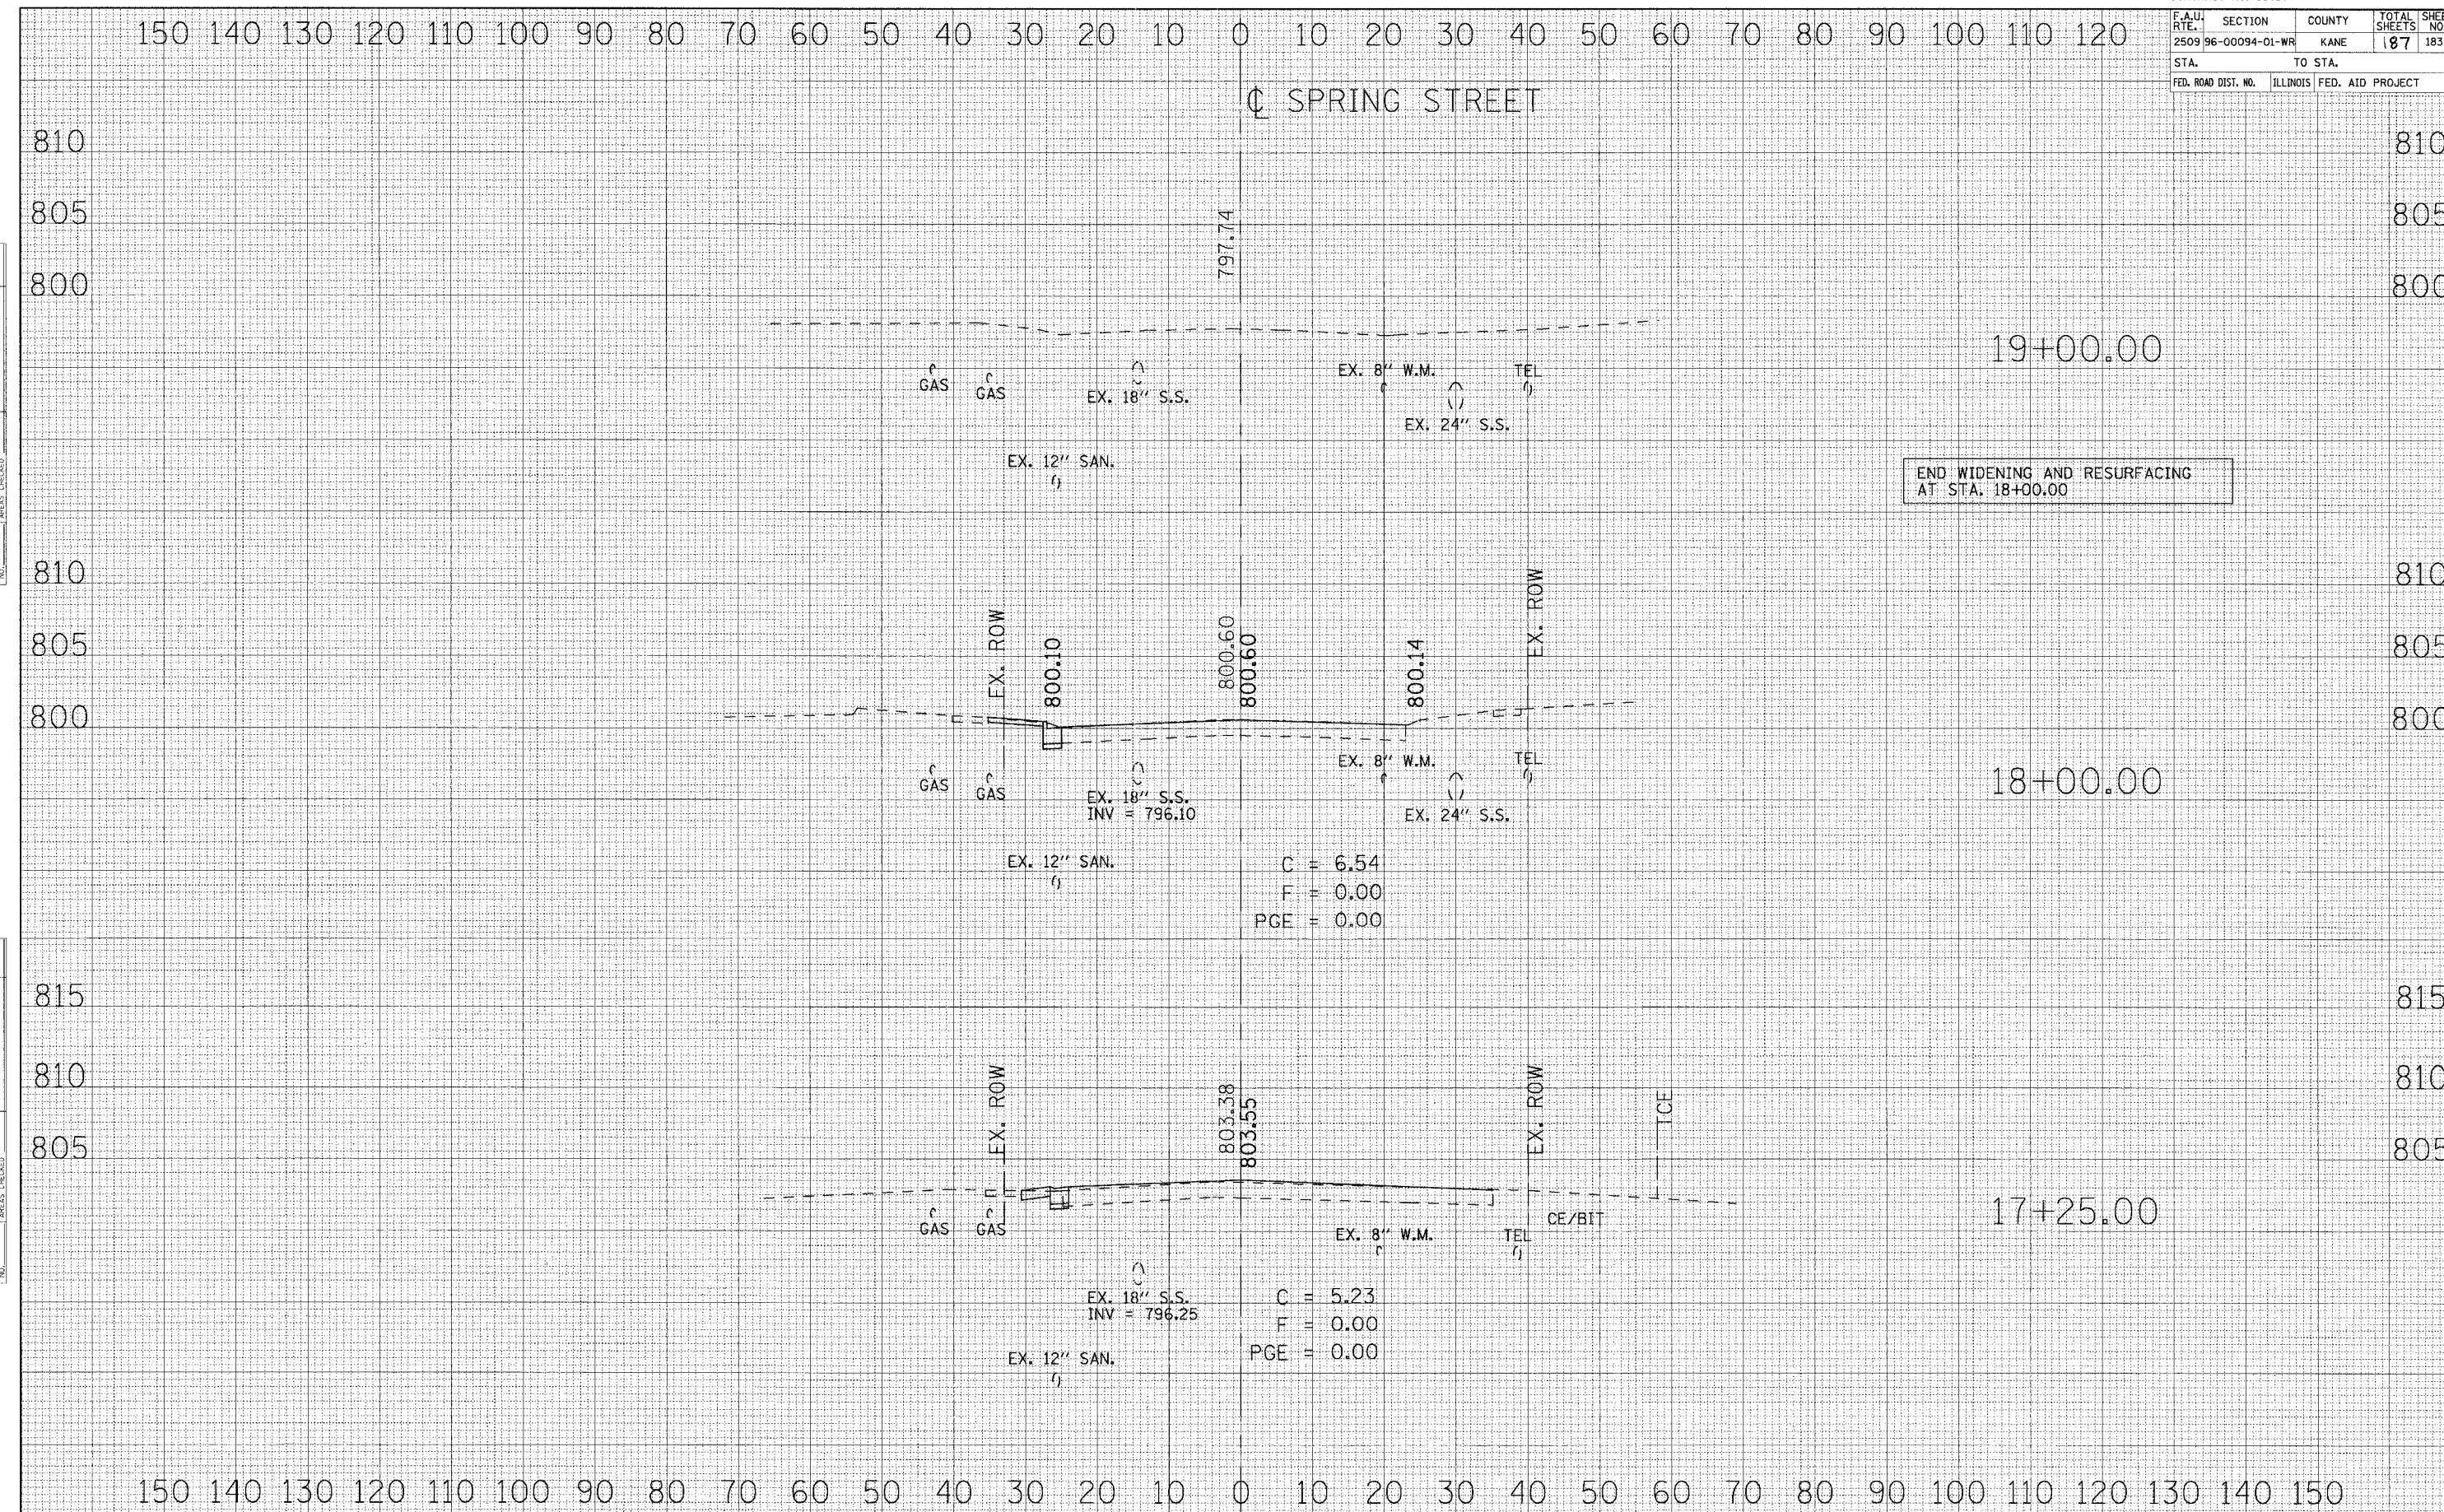 F.A.U. RTE. SECTION COUNTY TOTAL SHEETS
2509 96-00094-01-WR KANE 187 183
STA. TO STA.
FED. ROAD DIST. NO. ILLINOIS FED. AID PROJECT
150 140 130 120 110 100 90 80 70 60 50 40 30 20 10 0 10 20 30 40 50 60 70 80 90 100 110 120
℄ SPRING STREET
810 810
805 805
797.74
800 800
19+00.00
GAS GAS EX. 18" S.S. EX. 8" W.M. TEL
EX. 24" S.S.
EX. 12" SAN.
END WIDENING AND RESURFACING
AT STA. 18+00.00
810 810
EX. ROW 800.10 800.60 800.60 800.14 EX. ROW
805 805
800 800
18+00.00
GAS GAS EX. 18" S.S. EX. 8" W.M. TEL
INV = 796.10 EX. 24" S.S.
EX. 12" SAN.
C = 6.54
F = 0.00
PGE = 0.00
815 815
810 810
EX. ROW 803.38 803.55 EX. ROW TCE
805 805
17+25.00
GAS GAS EX. 8" W.M. TEL CE/BIT
EX. 18" S.S.
INV = 796.25
C = 5.23
F = 0.00
PGE = 0.00
EX. 12" SAN.
150 140 130 120 110 100 90 80 70 60 50 40 30 20 10 0 10 20 30 40 50 60 70 80 90 100 110 120 130 140 150